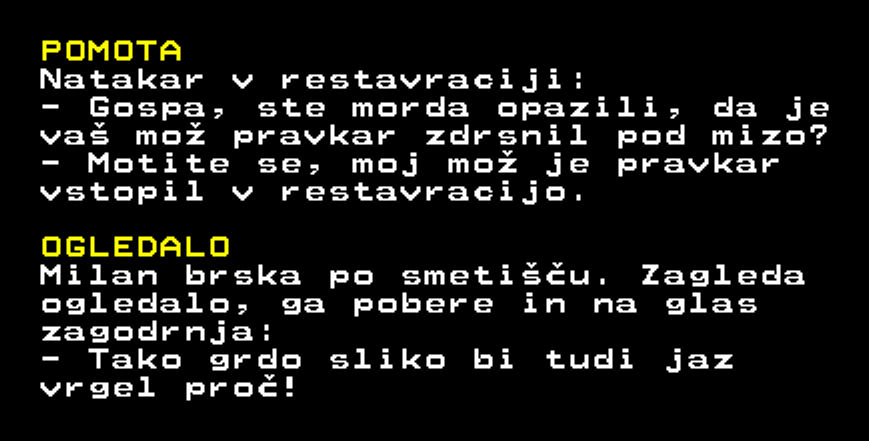 POMOTA
Natakar v restavraciji:
- Gospa, ste morda opazili, da je
vaš mož pravkar zdrsnil pod mizo?
- Motite se, moj mož je pravkar
vstopil v restavracijo.
OGLEDALO
Milan brska po smetišču. Zagleda
ogledalo, ga pobere in na glas
zagodrnja:
- Tako grdo sliko bi tudi jaz
vrgel proč!